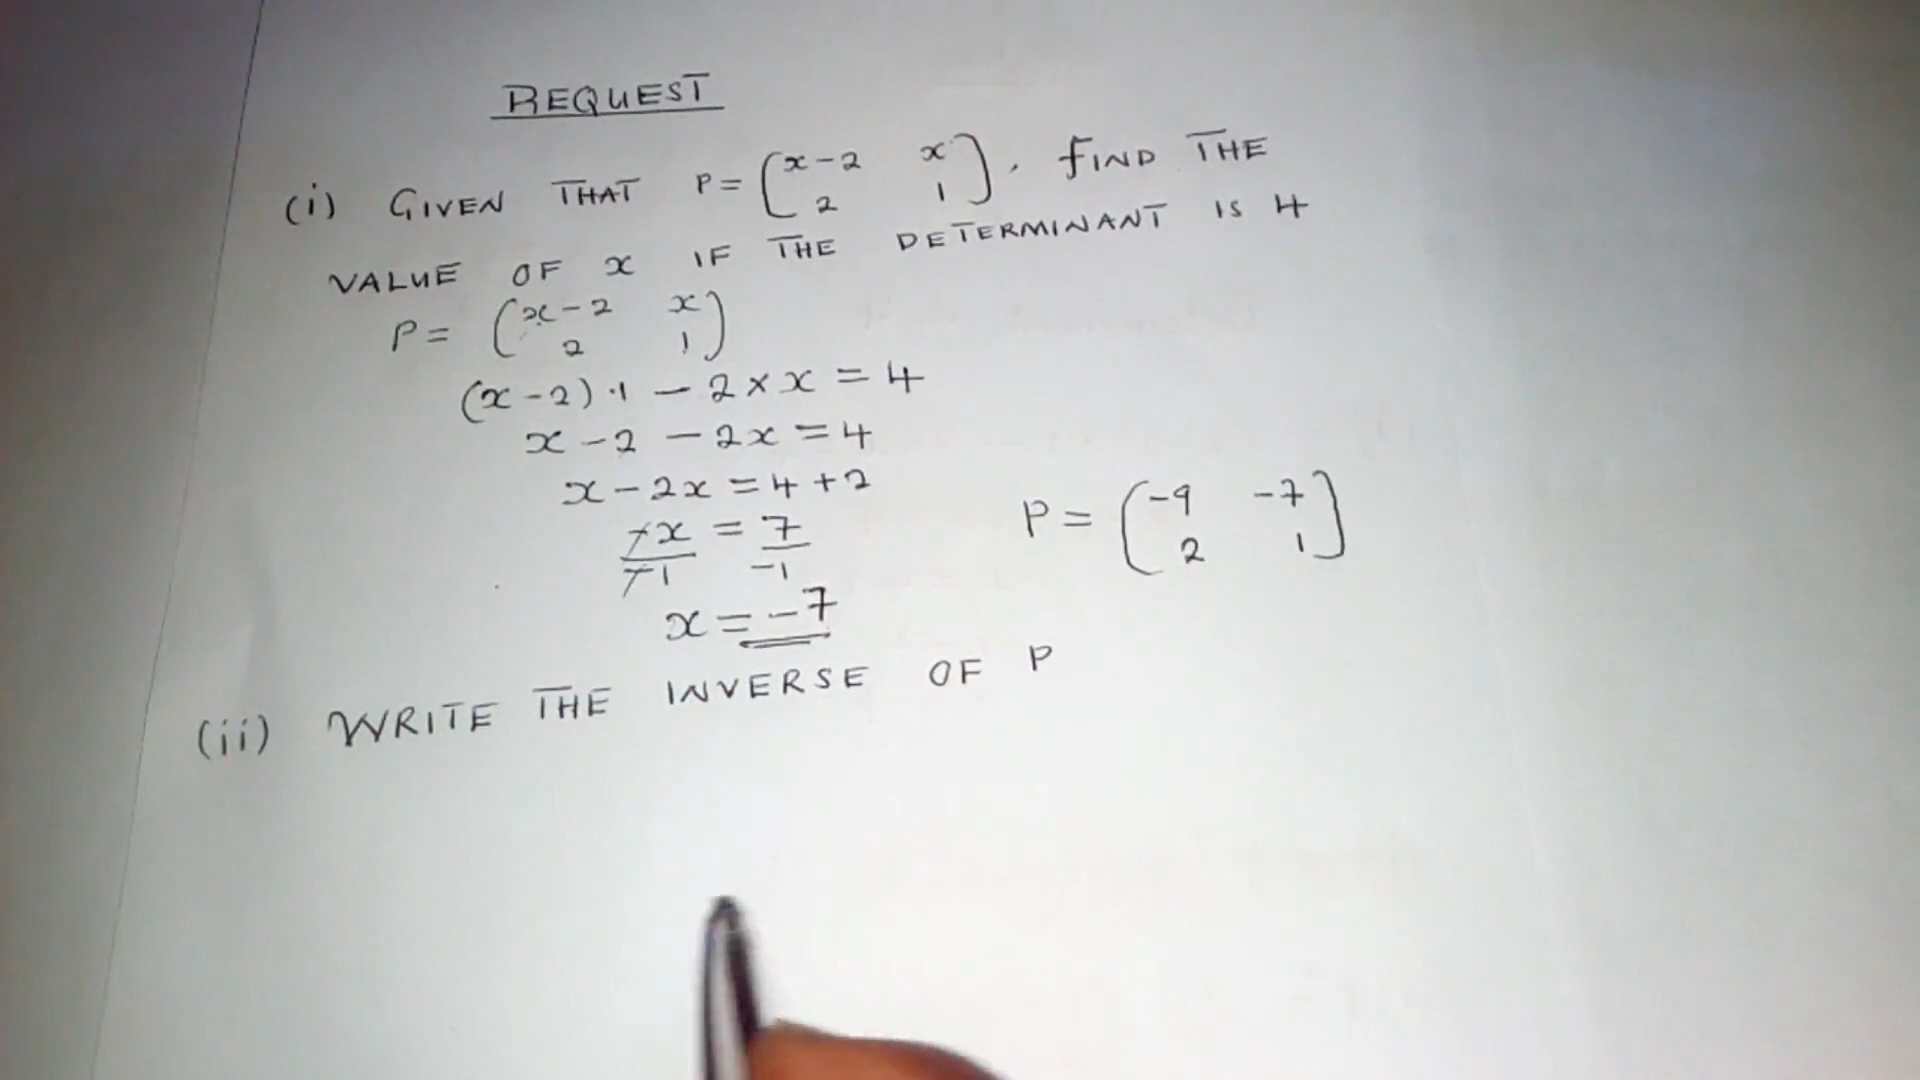 REQUEST
(i) GIVEN THAT P = (x-2 x
2 1), FIND THE
VALUE OF x IF THE DETERMINANT IS 4
P = (x-2 x
2 1)
(x-2)·1 - 2 × x = 4
x - 2 - 2x = 4
x - 2x = 4 + 2
-x = 7
-1 -1
x = -7
P = (-9 -7
2 1)
(ii) WRITE THE INVERSE OF P